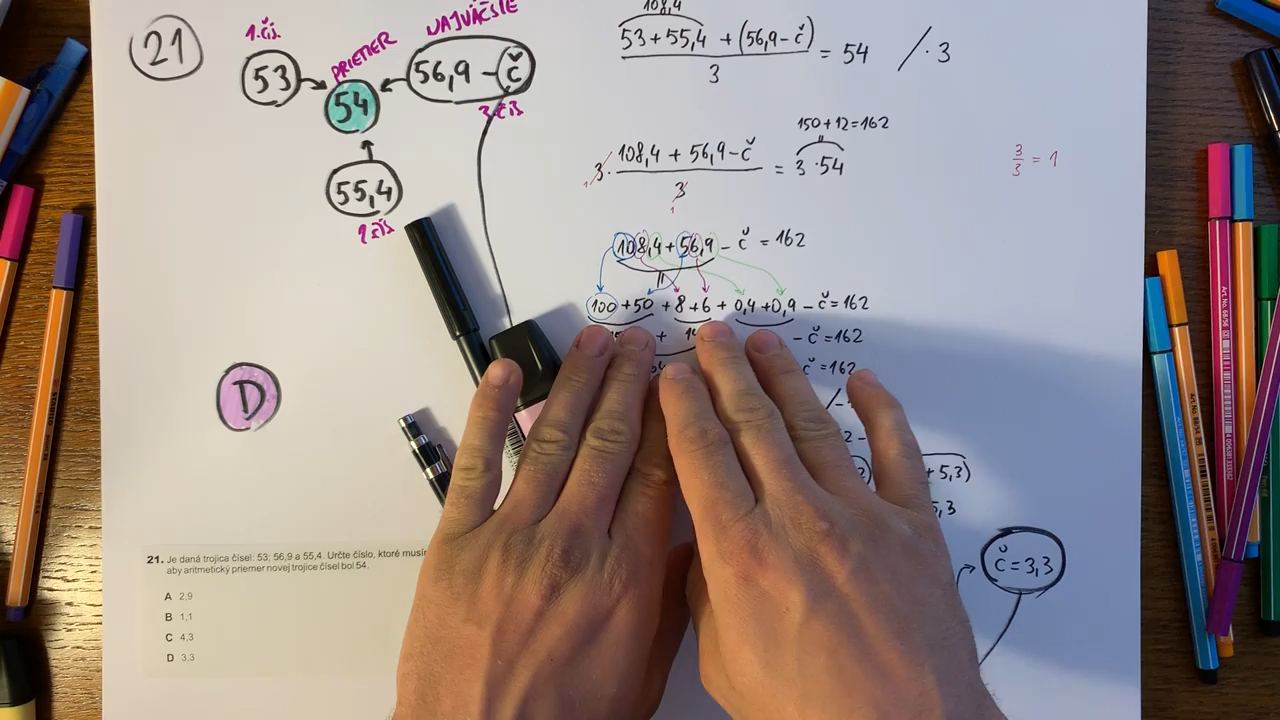 21
1.čís.
53
PRIEMER
54
NAJVÄČŠIE
56,9 – č
3.čís
55,4
2.čís
D
108,4
53 + 55,4 + (56,9 – č)
3
= 54 / · 3
150 + 12 = 162
3 · 108,4 + 56,9 – č
3
= 3 · 54
1
1
3/3 = 1
108,4 + 56,9 – č = 162
100 + 50 + 8 + 6 + 0,4 + 0,9 – č = 162
+ – č = 162
č = 162
+ 5,3)
č = 3,3
21. Je daná trojica čísel: 53; 56,9 a 55,4. Určte číslo, ktoré
aby aritmetický priemer novej trojice čísel bol 54.
A 2,9
B 1,1
C 4,3
D 3,3